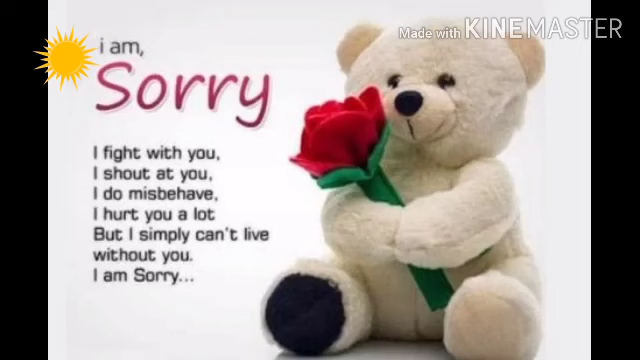 Made with KINEMASTER
i am,
Sorry
I fight with you,
I shout at you,
I do misbehave,
I hurt you a lot
But I simply can't live
without you.
I am Sorry...